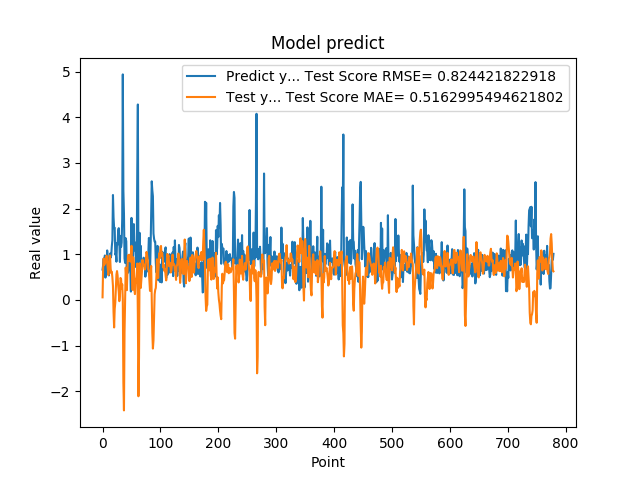 Model predict
Predict y... Test Score RMSE= 0.824421822918
Test y... Test Score MAE= 0.5162995494621802
5
4
3
2
1
0
−1
−2
Real value
0 100 200 300 400 500 600 700 800
Point